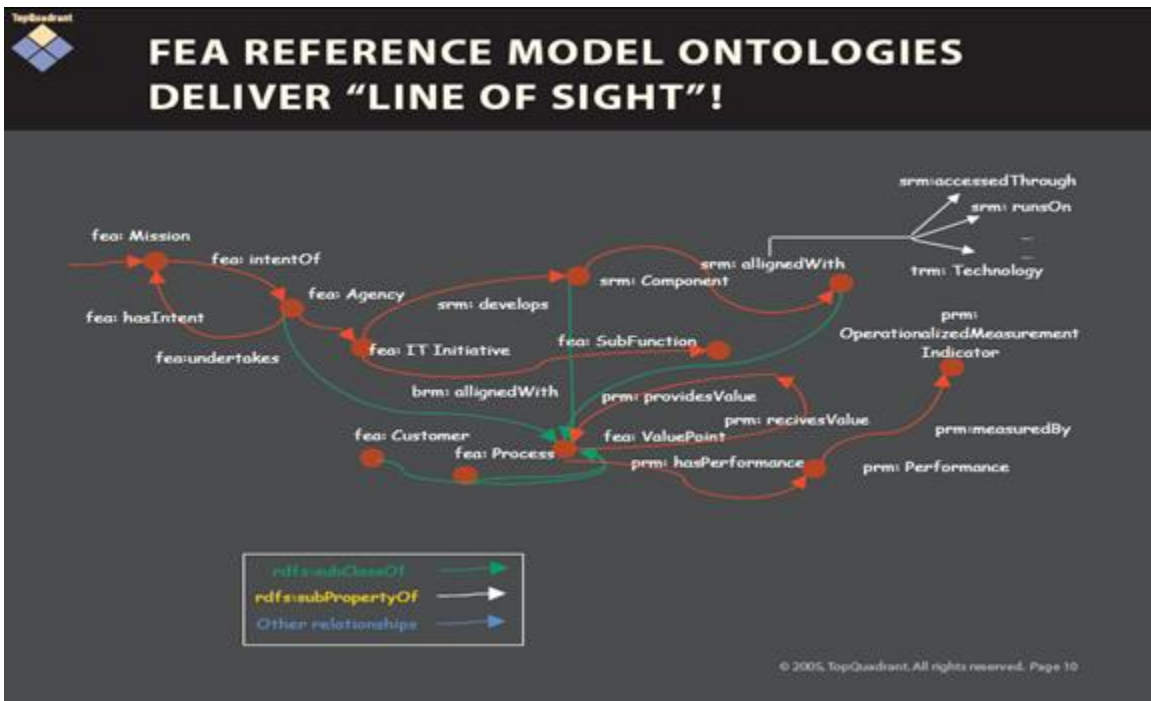 TopQuadrant
FEA REFERENCE MODEL ONTOLOGIES
DELIVER “LINE OF SIGHT”!
srm:accessedThrough
srm: runsOn
fea: Mission
fea: intentOf
srm: allignedWith
trm: Technology
srm: Component
fea: Agency
srm: develops
fea: hasIntent
prm:
OperationalizedMeasurement
Indicator
fea: SubFunction
fea: IT Initiative
fea:undertakes
brm: allignedWith
prm: providesValue
prm: recivesValue
fea: Customer
fea: ValuePoint
prm:measuredBy
fea: Process
prm: hasPerformance
prm: Performance
rdfs:subClassOf
rdfs:subPropertyOf
Other relationships
© 2005, TopQuadrant, All rights reserved. Page 10